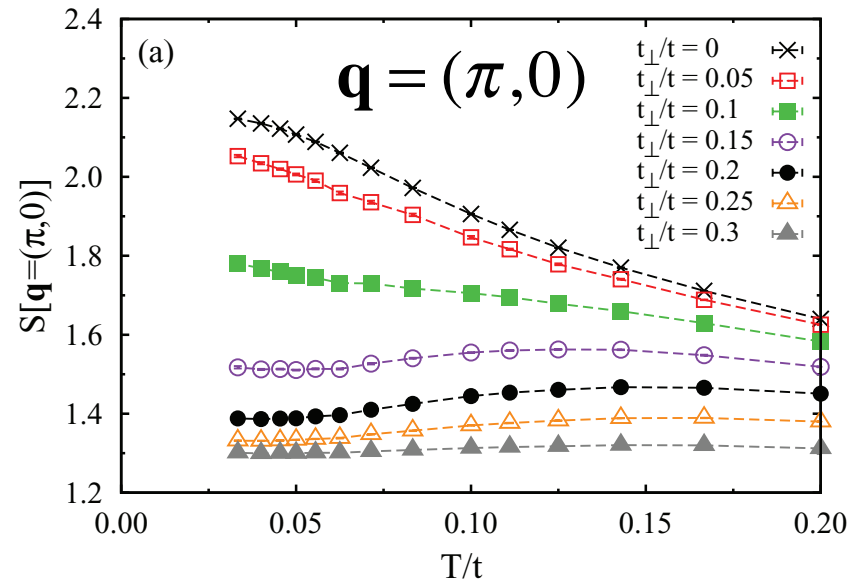 (a)
q = (π,0)
t⊥/t = 0
t⊥/t = 0.05
t⊥/t = 0.1
t⊥/t = 0.15
t⊥/t = 0.2
t⊥/t = 0.25
t⊥/t = 0.3
S[q=(π,0)]
2.4
2.2
2.0
1.8
1.6
1.4
1.2
0.00 0.05 0.10 0.15 0.20
T/t